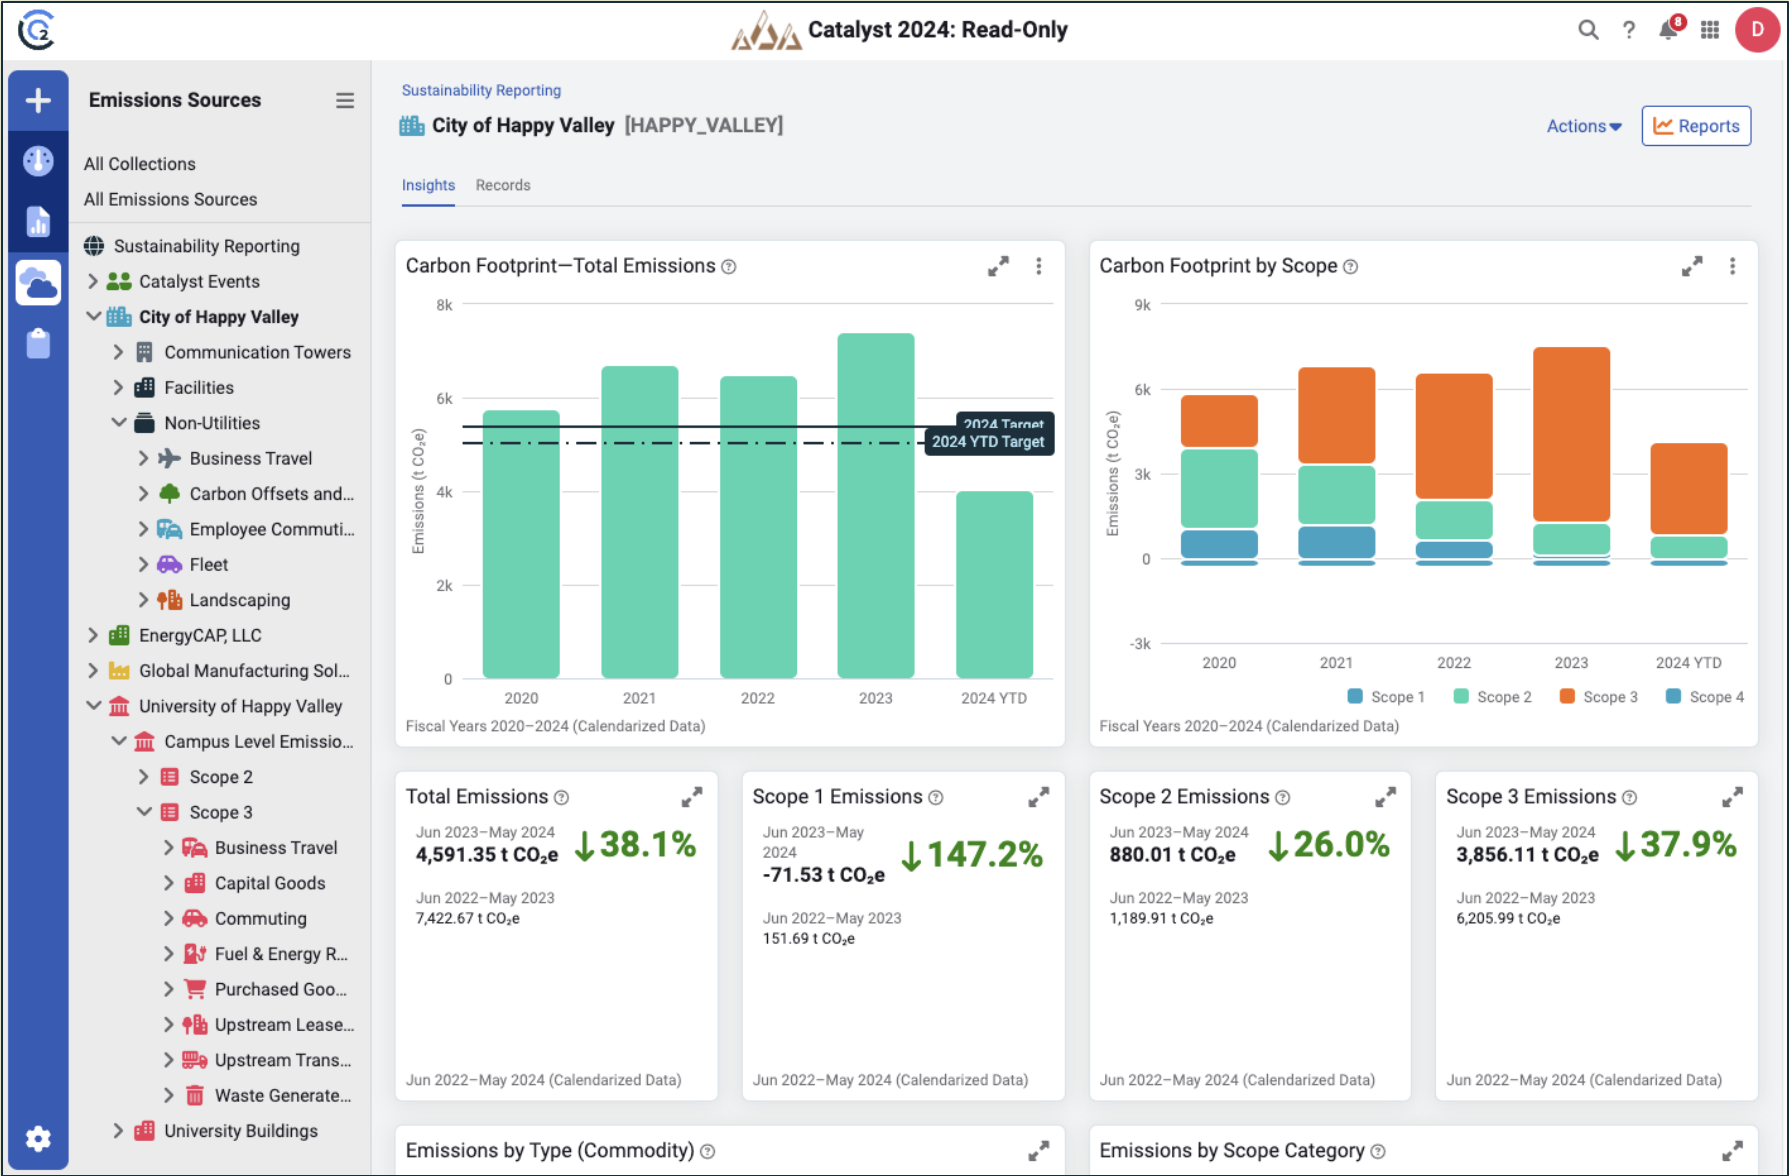 Catalyst 2024: Read-Only
8
D
Emissions Sources
All Collections
All Emissions Sources
Sustainability Reporting
Catalyst Events
City of Happy Valley
Communication Towers
Facilities
Non-Utilities
Business Travel
Carbon Offsets and...
Employee Commuti...
Fleet
Landscaping
EnergyCAP, LLC
Global Manufacturing Sol...
University of Happy Valley
Campus Level Emissio...
Scope 2
Scope 3
Business Travel
Capital Goods
Commuting
Fuel & Energy R...
Purchased Goo...
Upstream Lease...
Upstream Trans...
Waste Generate...
University Buildings
Sustainability Reporting
City of Happy Valley [HAPPY_VALLEY]
Actions
Reports
Insights Records
Carbon Footprint—Total Emissions
Emissions (t CO₂e)
8k
6k
4k
2k
0
2024 Target
2024 YTD Target
2020 2021 2022 2023 2024 YTD
Fiscal Years 2020–2024 (Calendarized Data)
Carbon Footprint by Scope
Emissions (t CO₂e)
9k
6k
3k
0
-3k
2020 2021 2022 2023 2024 YTD
Scope 1 Scope 2 Scope 3 Scope 4
Fiscal Years 2020–2024 (Calendarized Data)
Total Emissions
Jun 2023–May 2024
4,591.35 t CO₂e
↓38.1%
Jun 2022–May 2023
7,422.67 t CO₂e
Jun 2022–May 2024 (Calendarized Data)
Scope 1 Emissions
Jun 2023–May
2024
-71.53 t CO₂e
↓147.2%
Jun 2022–May 2023
151.69 t CO₂e
Jun 2022–May 2024 (Calendarized Data)
Scope 2 Emissions
Jun 2023–May 2024
880.01 t CO₂e
↓26.0%
Jun 2022–May 2023
1,189.91 t CO₂e
Jun 2022–May 2024 (Calendarized Data)
Scope 3 Emissions
Jun 2023–May 2024
3,856.11 t CO₂e
↓37.9%
Jun 2022–May 2023
6,205.99 t CO₂e
Jun 2022–May 2024 (Calendarized Data)
Emissions by Type (Commodity)
Emissions by Scope Category